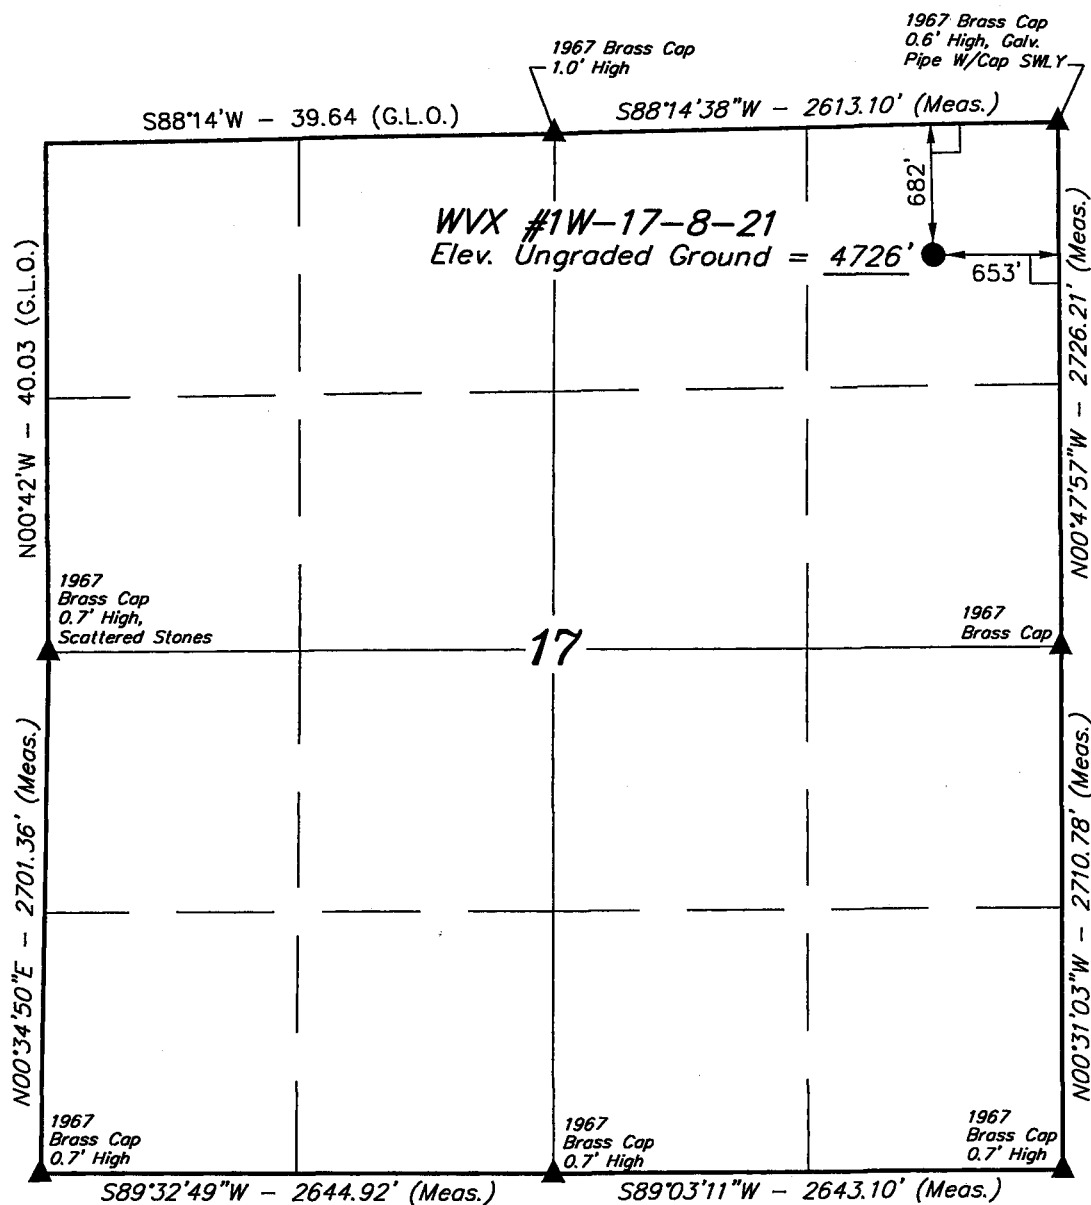 1967 Brass Cap
1.0' High
1967 Brass Cap
0.6' High, Galv.
Pipe W/Cap SWLY
S88°14'W - 39.64 (G.L.O.)
S88°14'38"W - 2613.10' (Meas.)
682'
WVX #1W-17-8-21
Elev. Ungraded Ground = 4726'
653'
N00°42'W - 40.03 (G.L.O.)
N00°47'57"W - 2726.21' (Meas.)
1967
Brass Cap
0.7' High,
Scattered Stones
1967
Brass Cap
17
N00°34'50"E - 2701.36' (Meas.)
N00°31'03"W - 2710.78' (Meas.)
1967
Brass Cap
0.7' High
1967
Brass Cap
0.7' High
1967
Brass Cap
0.7' High
S89°32'49"W - 2644.92' (Meas.)
S89°03'11"W - 2643.10' (Meas.)